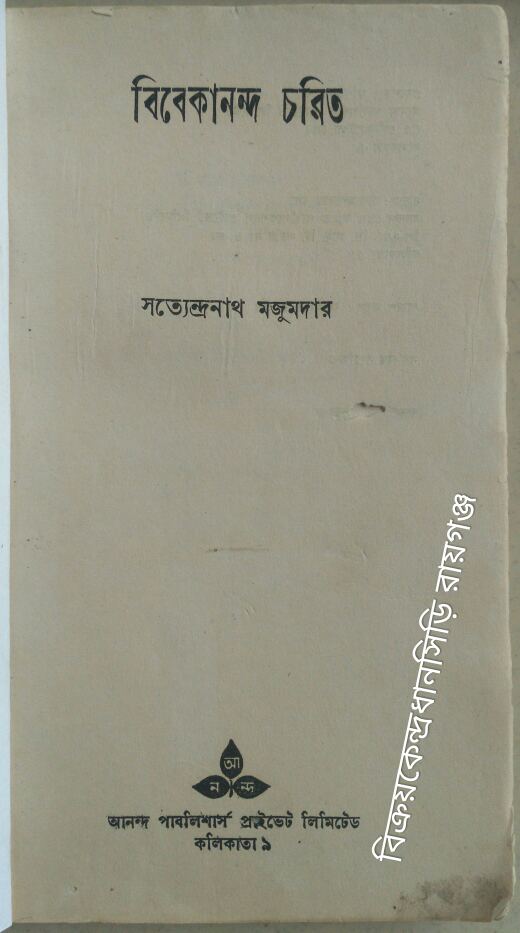 বিবেকানন্দ চরিত
সত্যেন্দ্রনাথ মজুমদার
আ
ন ন্দ
আনন্দ পাবলিশার্স প্রাইভেট লিমিটেড
কলিকাতা ৯
বিক্রয়কেন্দ্রধানসিড়ি রায়গঞ্জ